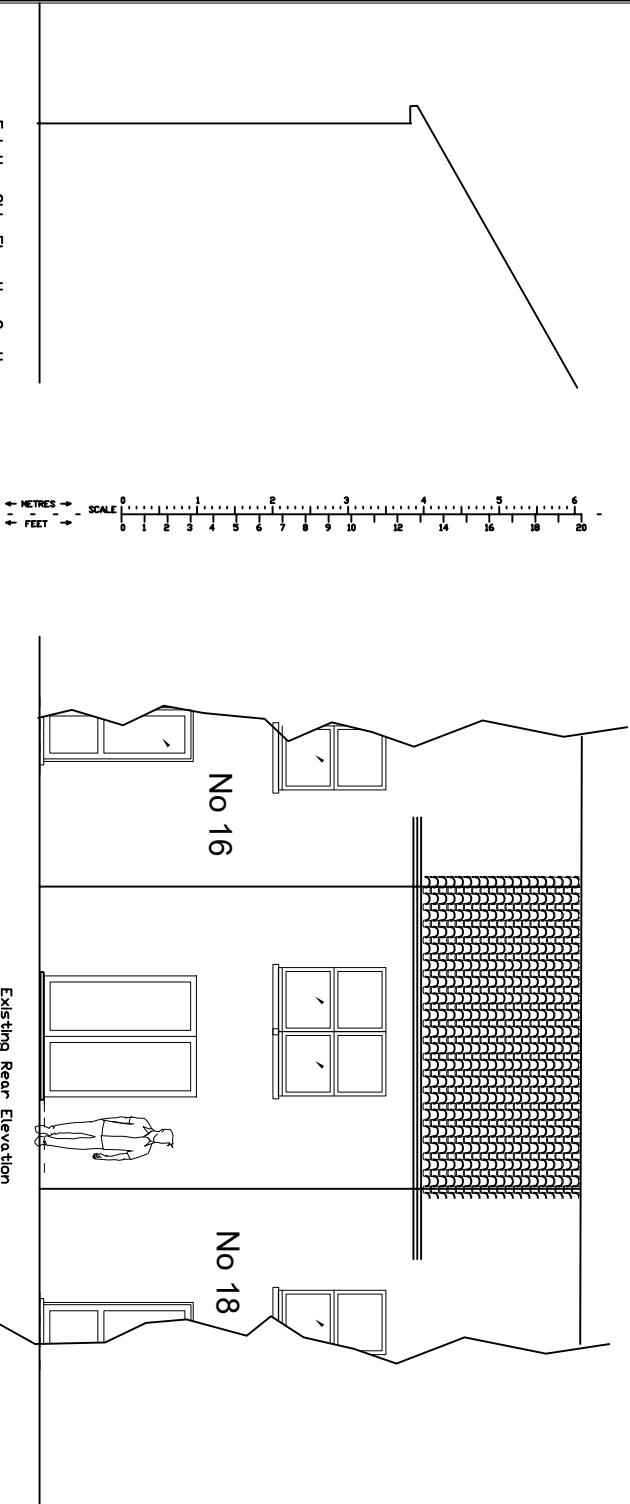 ← METRES →
← FEET →
SCALE
0 1 2 3 4 5 6
0 1 2 3 4 5 6 7 8 9 10 12 14 16 18 20
No 16
No 18
Existing Rear Elevation